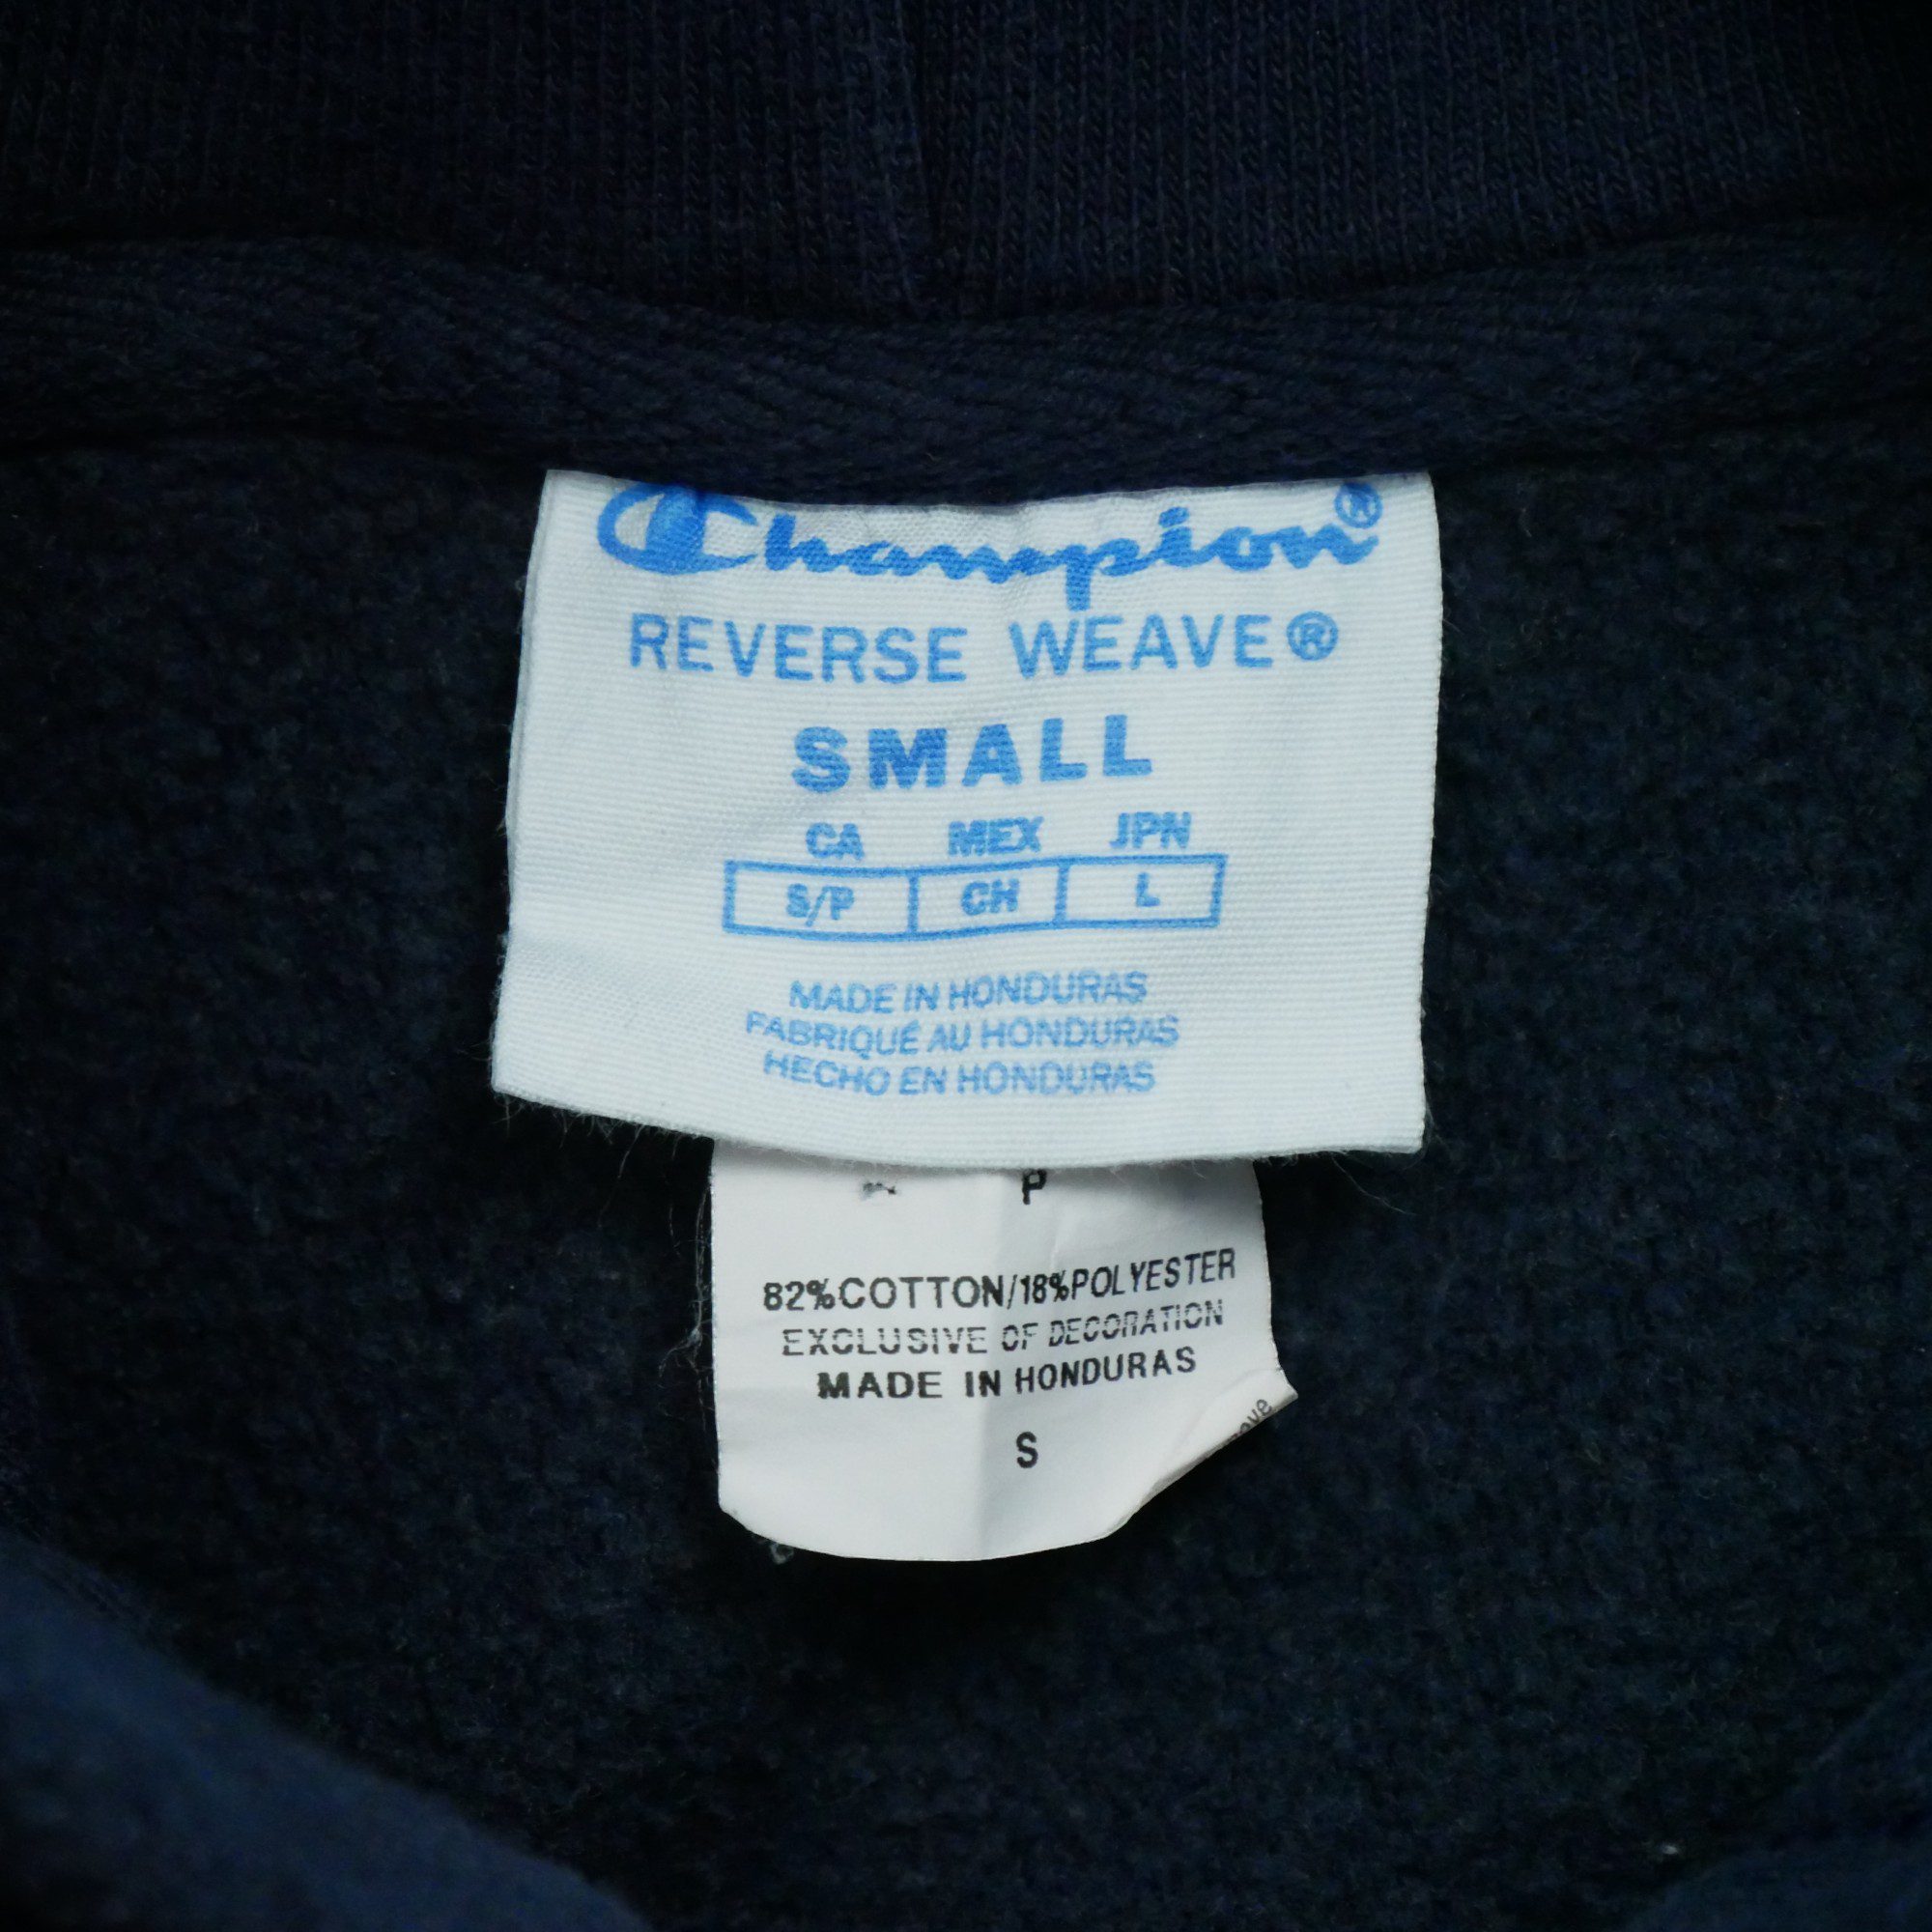 Champion®
REVERSE WEAVE®
SMALL
CA MEX JPN
S/P CH L
MADE IN HONDURAS
FABRIQUÉ AU HONDURAS
HECHO EN HONDURAS
P
82%COTTON/18%POLYESTER
EXCLUSIVE OF DECORATION
MADE IN HONDURAS
S